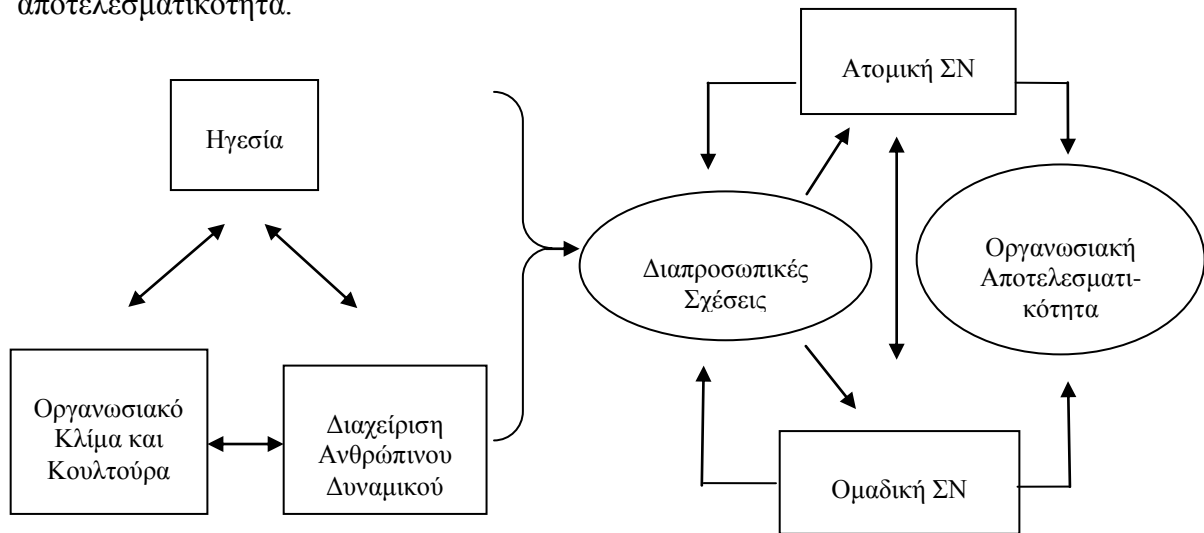 αποτελεσματικότητα.
Ατομική ΣΝ
Ηγεσία
Διαπροσωπικές
Σχέσεις
Οργανωσιακή
Αποτελεσματι-
κότητα
Οργανωσιακό
Κλίμα και
Κουλτούρα
Διαχείριση
Ανθρώπινου
Δυναμικού
Ομαδική ΣΝ